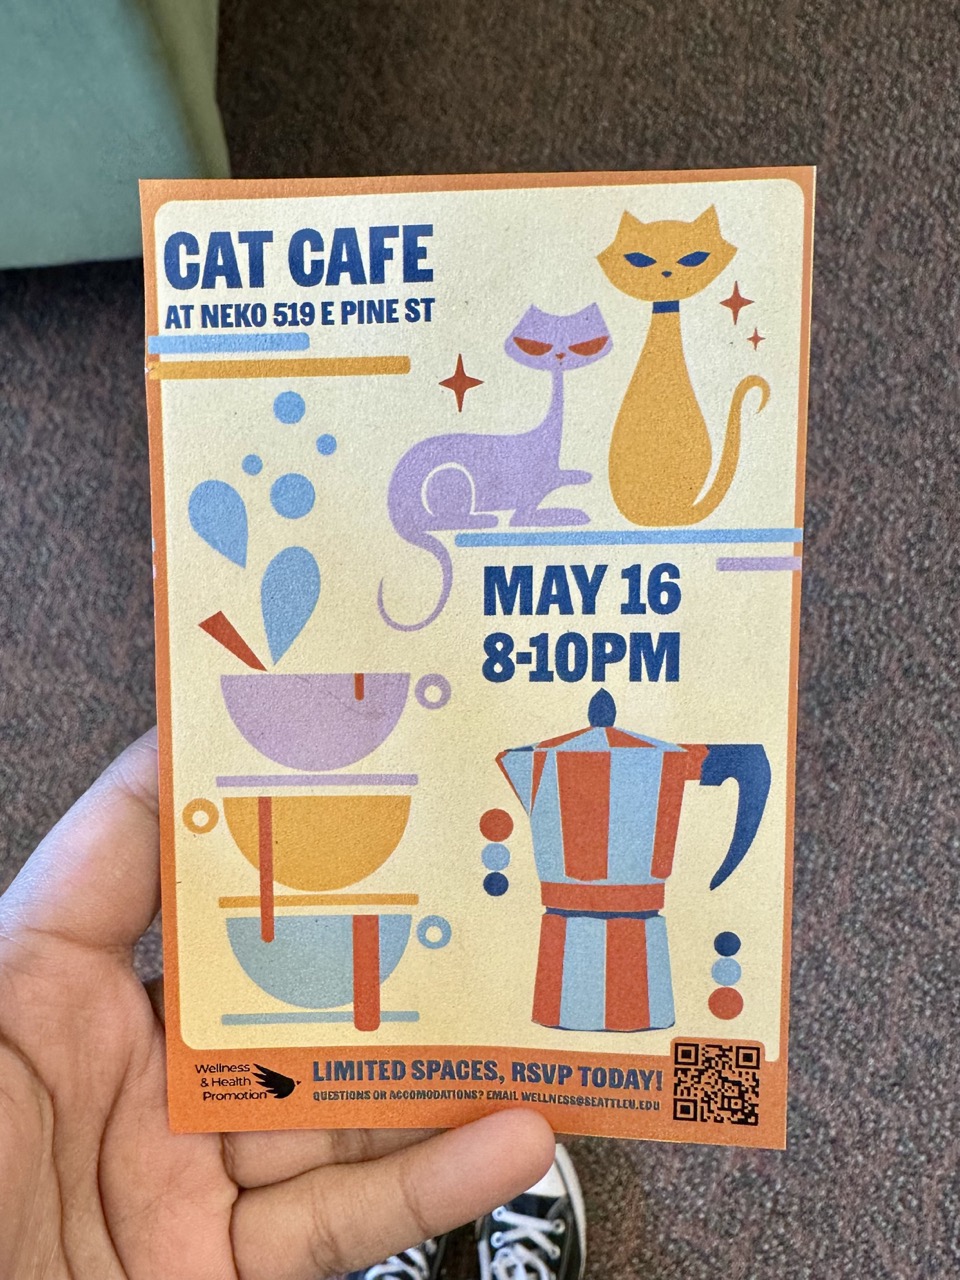 CAT CAFE
AT NEKO 519 E PINE ST
MAY 16
8-10PM
Wellness
& Health
Promotion
LIMITED SPACES, RSVP TODAY!
QUESTIONS OR ACCOMODATIONS? EMAIL WELLNESS@SEATTLEU.EDU